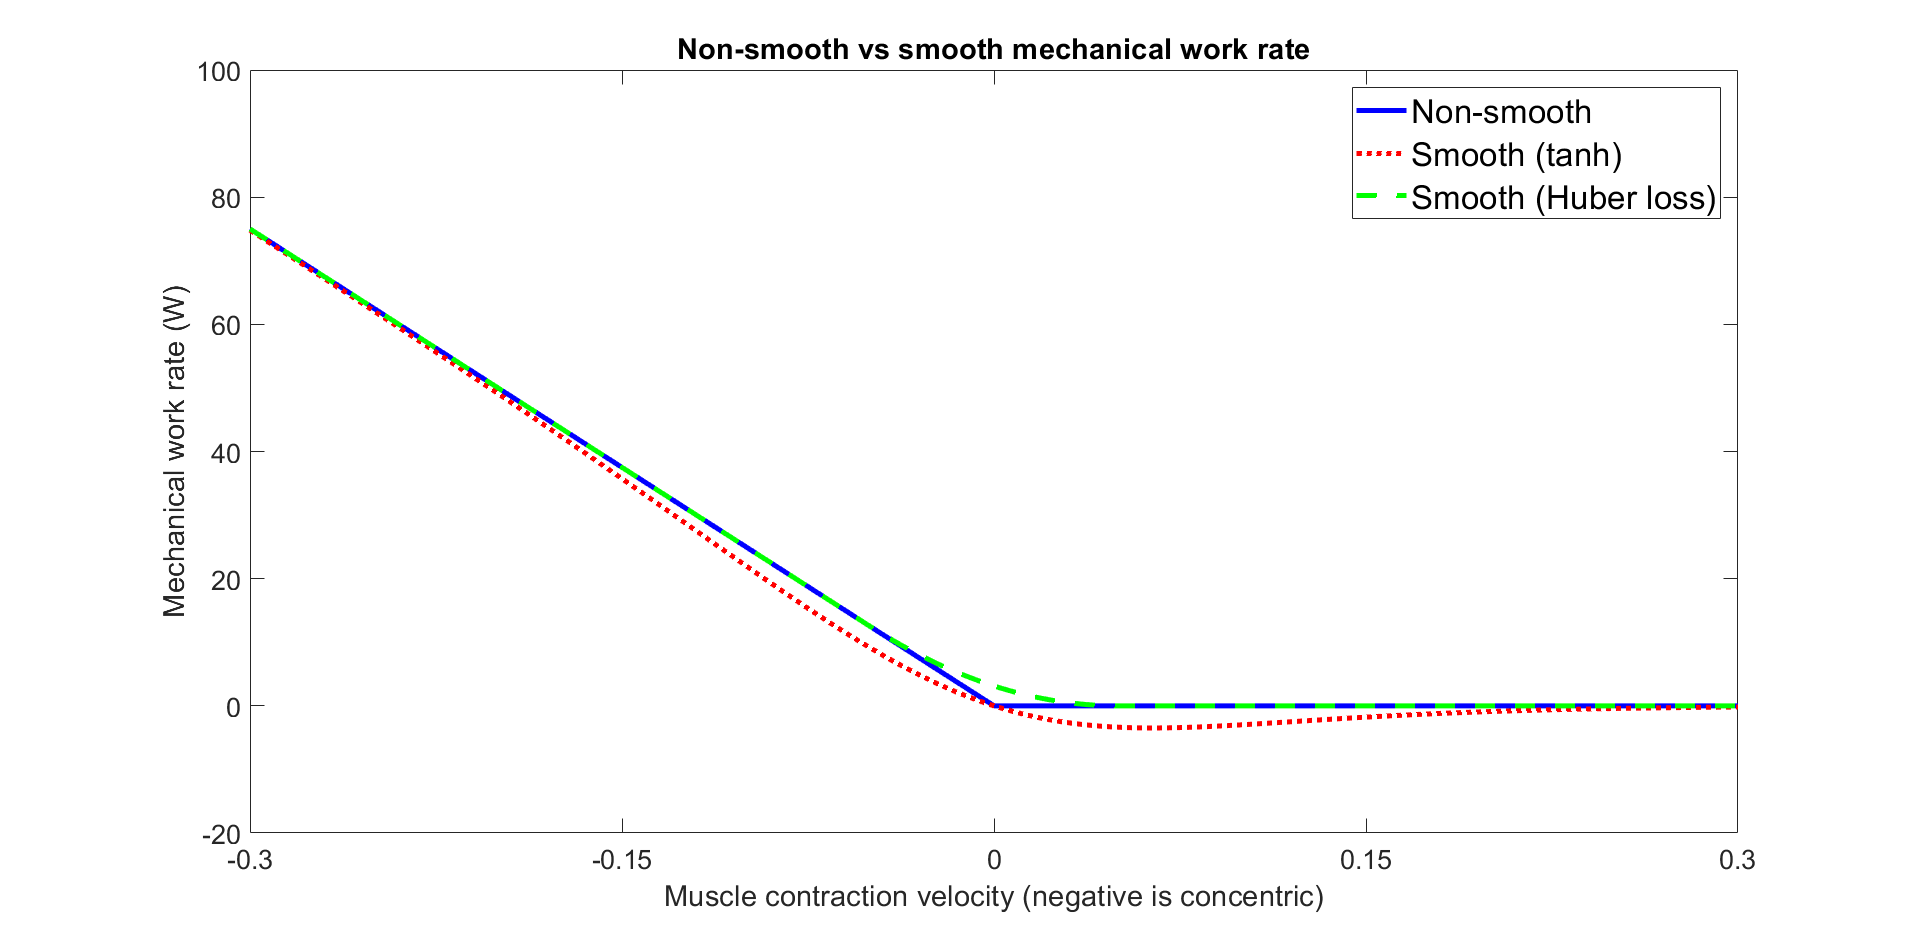 Non-smooth vs smooth mechanical work rate
Non-smooth
Smooth (tanh)
Smooth (Huber loss)
Mechanical work rate (W)
100
80
60
40
20
0
-20
-0.3
-0.15
0
0.15
0.3
Muscle contraction velocity (negative is concentric)